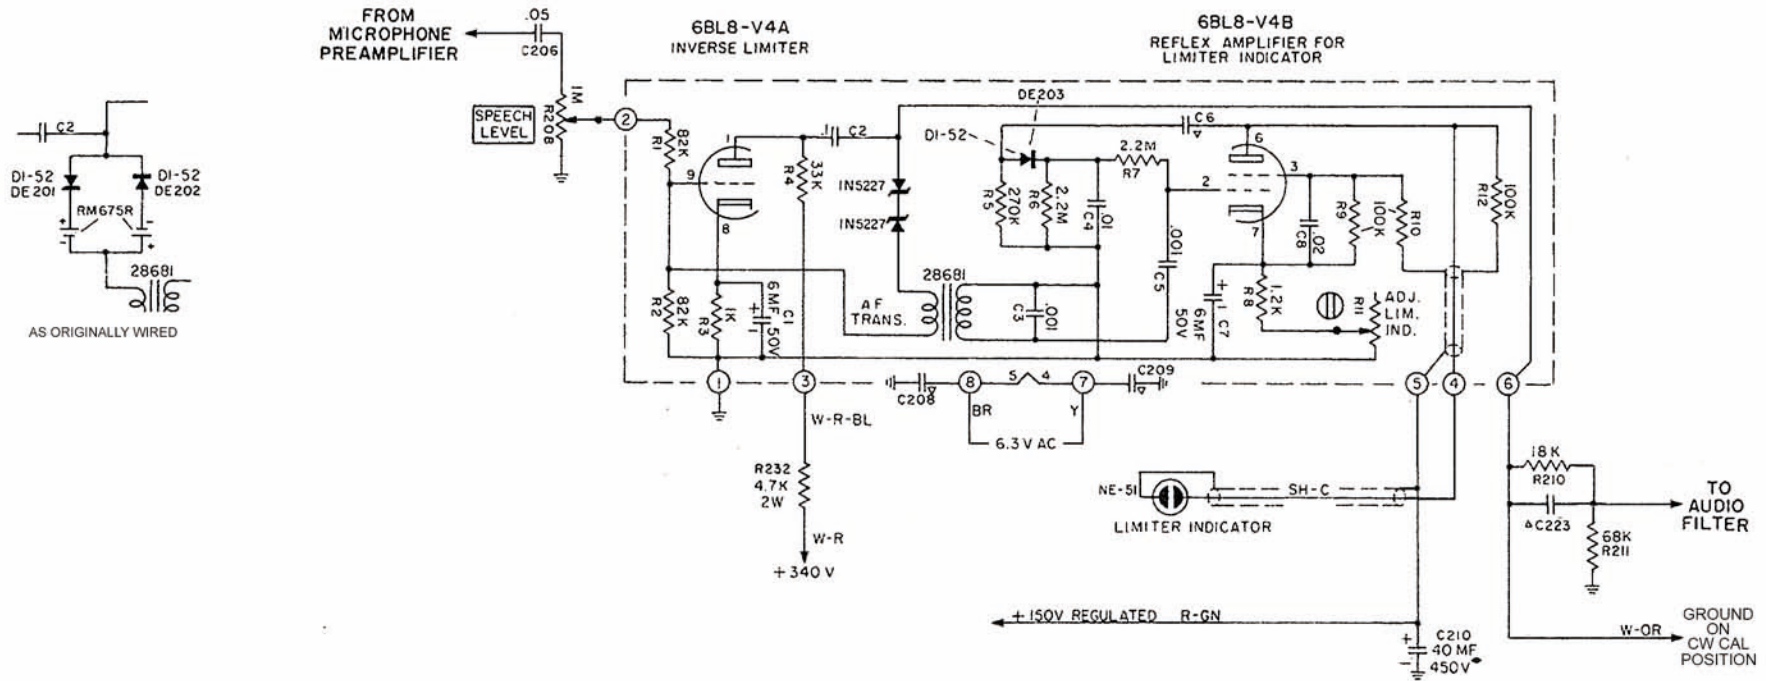 FROM
MICROPHONE
PREAMPLIFIER
.05
C206
6BL8-V4A
INVERSE LIMITER
6BL8-V4B
REFLEX AMPLIFIER FOR
LIMITER INDICATOR
1M
R208
SPEECH
LEVEL
2
82K
R1
1
9
8
.1
C2
33K
R4
DE203
DI-52
C6
6
3
2
7
2.2M
R7
IN5227
IN5227
270K
R5
2.2M
R6
.01
C4
.001
C5
.02
C8
R9
100K
R10
100K
R12
C2
DI-52
DE201
DI-52
DE202
RM675R
+
-
-
+
28681
AS ORIGINALLY WIRED
82K
R2
1K
R3
+
-
6MF
50V
C1
A F
TRANS.
28681
.001
C3
+
-
6MF
50V
C7
1.2K
R8
R11
ADJ.
LIM.
IND.
1
3
C208
8
5
4
7
C209
5
4
6
BR
Y
6.3V AC
W-R-BL
R232
4.7K
2W
W-R
+340V
NE-51
SH-C
LIMITER INDICATOR
18K
R210
C223
68K
R211
TO
AUDIO
FILTER
+150V REGULATED R-GN
+
-
C210
40 MF
450V
W-OR
GROUND
ON
CW CAL
POSITION